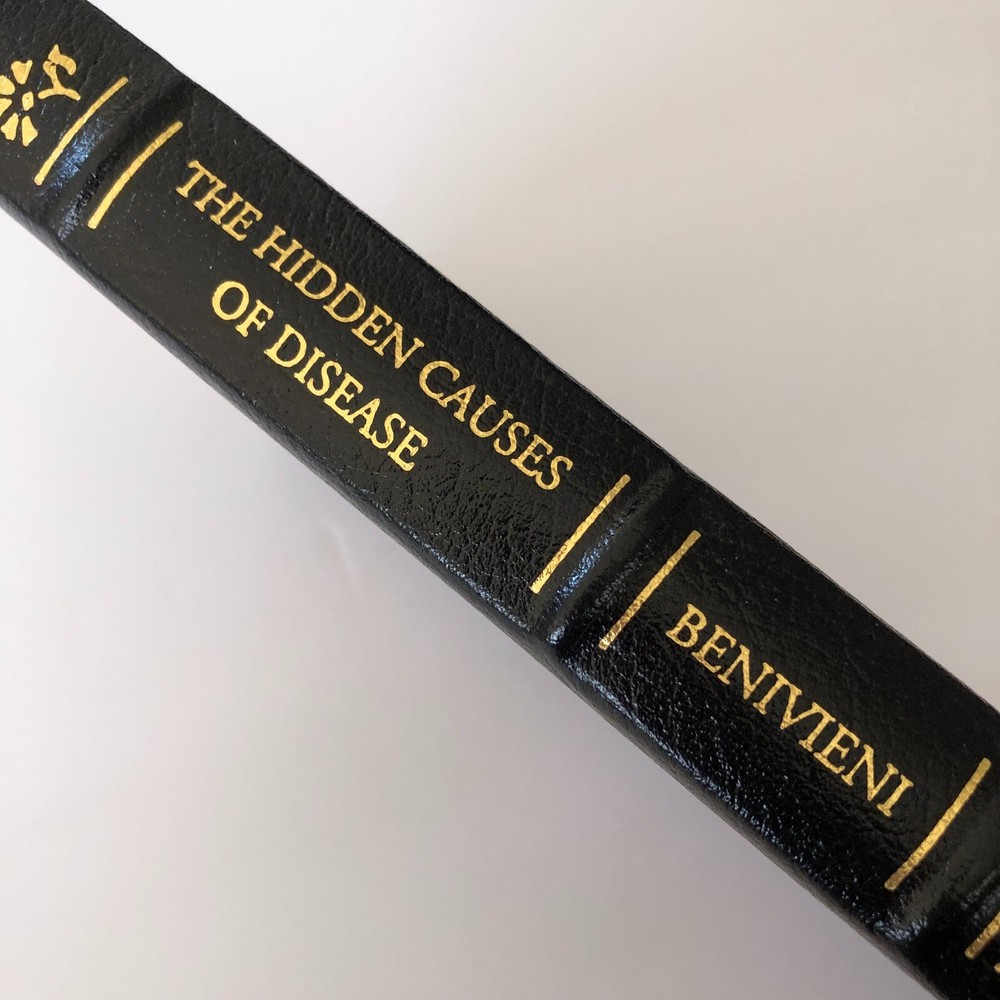 THE HIDDEN CAUSES
OF DISEASE
BENIVIENI